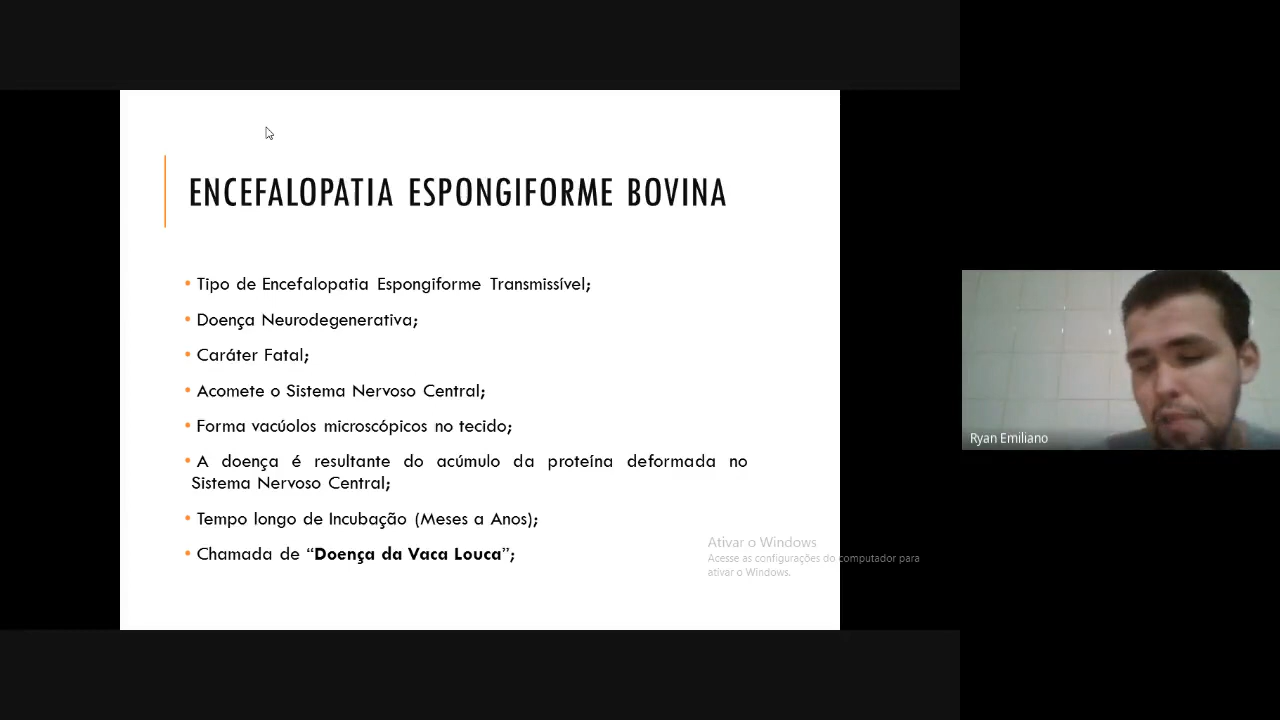 ENCEFALOPATIA ESPONGIFORME BOVINA
• Tipo de Encefalopatia Espongiforme Transmissível;
• Doença Neurodegenerativa;
• Caráter Fatal;
• Acomete o Sistema Nervoso Central;
• Forma vacúolos microscópicos no tecido;
• A doença é resultante do acúmulo da proteína deformada no
Sistema Nervoso Central;
• Tempo longo de Incubação (Meses a Anos);
• Chamada de “Doença da Vaca Louca”;
Ativar o Windows
Acesse as configurações do computador para
ativar o Windows.
Ryan Emiliano